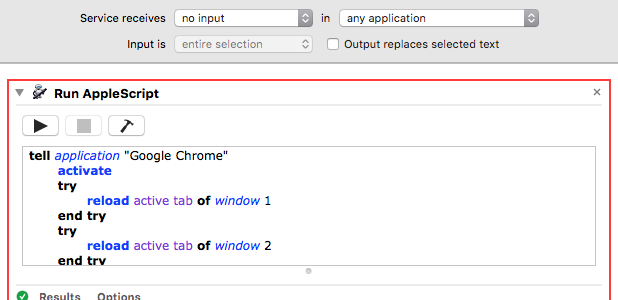 Service receives no input in any application
Input is entire selection Output replaces selected text
Run AppleScript
tell application "Google Chrome"
activate
try
reload active tab of window 1
end try
try
reload active tab of window 2
end try
Results Options